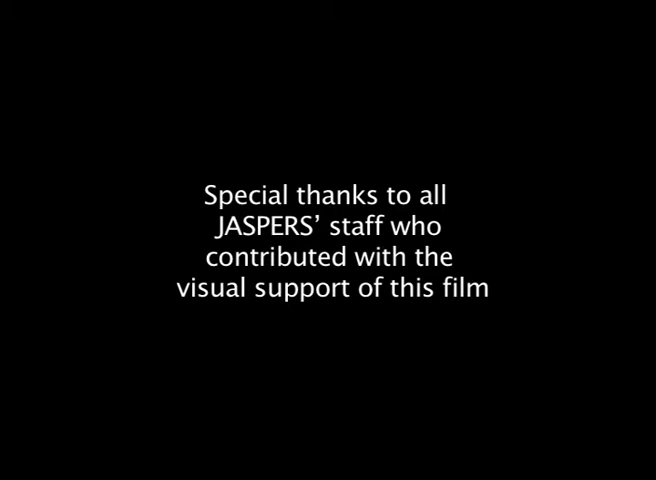 Special thanks to all
JASPERS’ staff who
contributed with the
visual support of this film